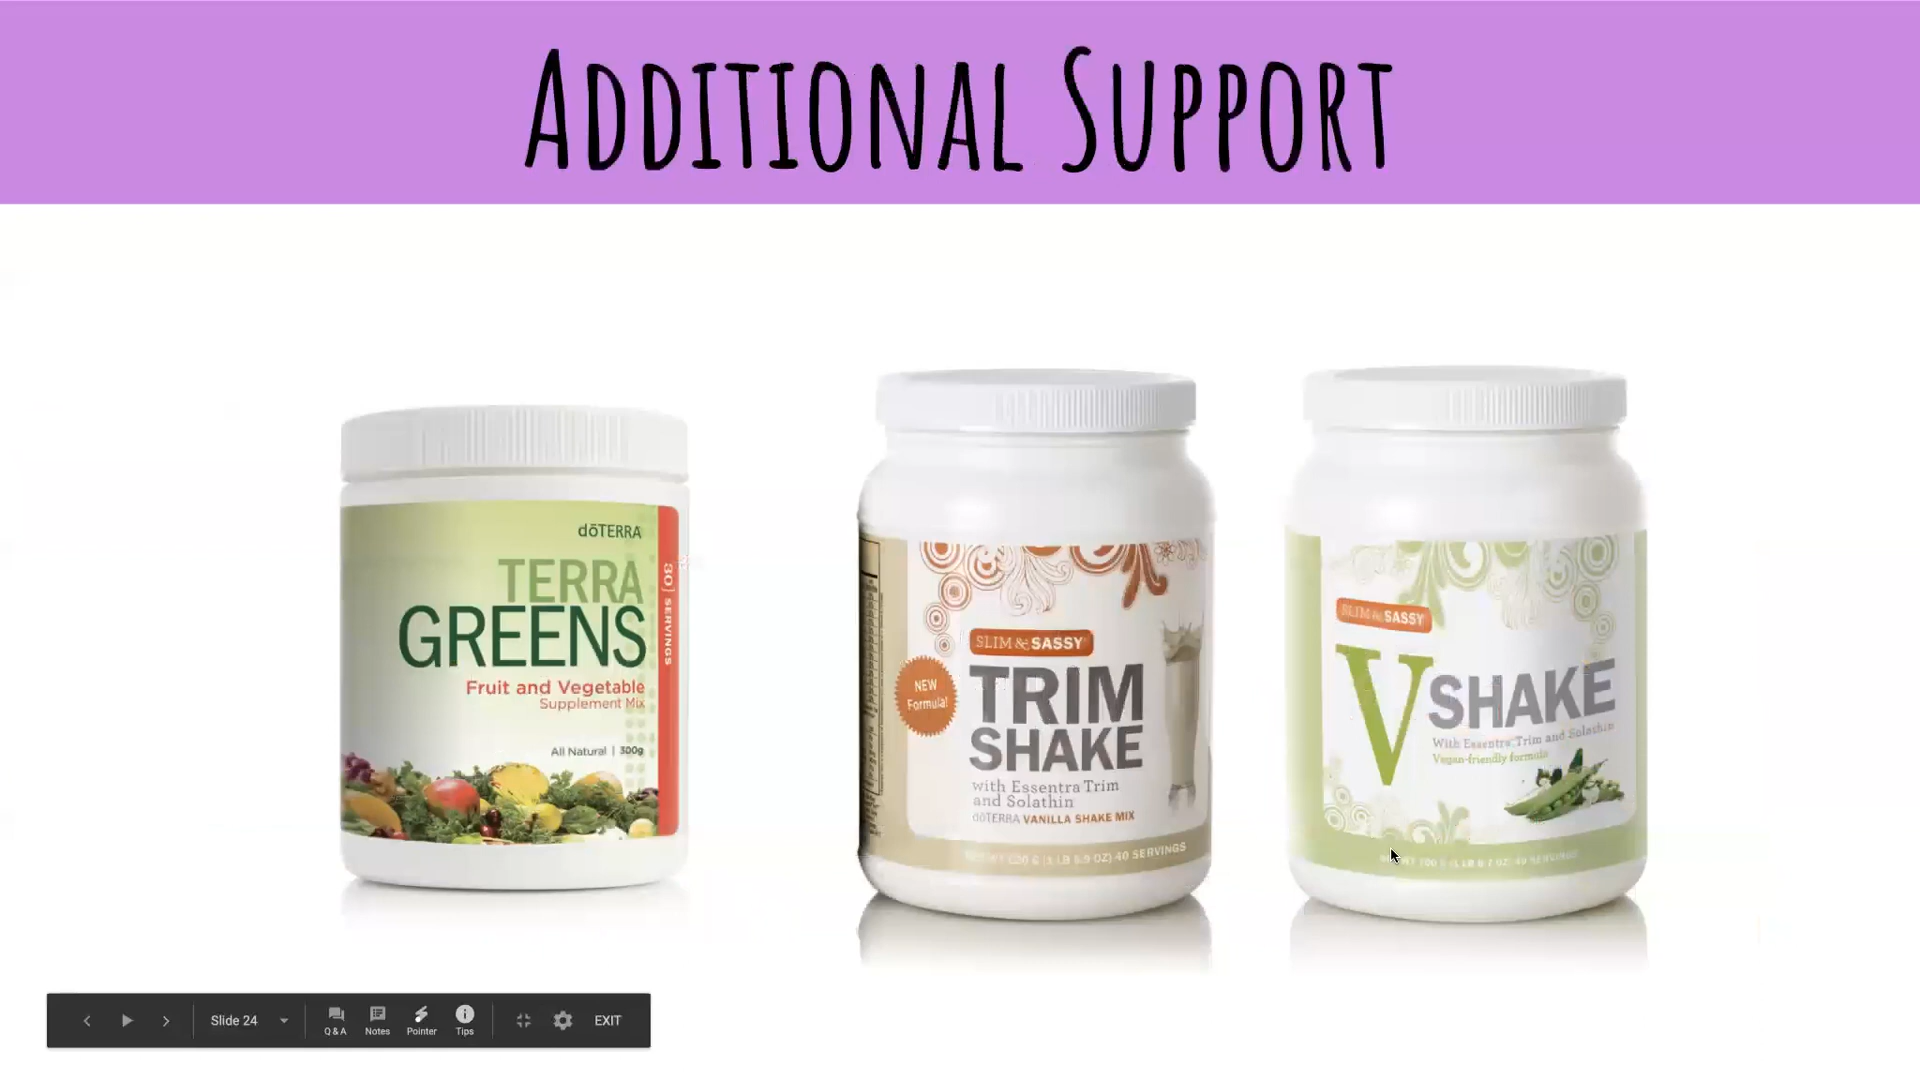 ADDITIONAL SUPPORT
dōTERRA
TERRA
GREENS
Fruit and Vegetable
Supplement Mix
All Natural | 300g
30 SERVINGS
SLIM & SASSY
NEW
Formula!
TRIM
SHAKE
with Essentra Trim
and Solathin
dōTERRA VANILLA SHAKE MIX
40 SERVINGS
SLIM & SASSY
V SHAKE
With Essentra Trim and Solathin
Vegan-friendly formula
Slide 24
Q & A
Notes
Pointer
Tips
EXIT